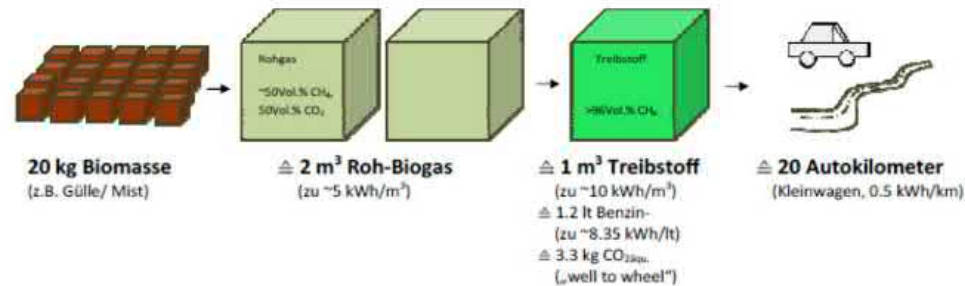 Rohgas
~50Vol.% CH₄,
50Vol.% CO₂
Treibstoff
>96Vol.% CH₄
20 kg Biomasse
(z.B. Gülle/ Mist)
≙ 2 m³ Roh-Biogas
(zu ~5 kWh/m³)
≙ 1 m³ Treibstoff
(zu ~10 kWh/m³)
≙ 1.2 lt Benzin-
(zu ~8.35 kWh/lt)
≙ 3.3 kg CO₂äqu.
(„well to wheel")
≙ 20 Autokilometer
(Kleinwagen, 0.5 kWh/km)